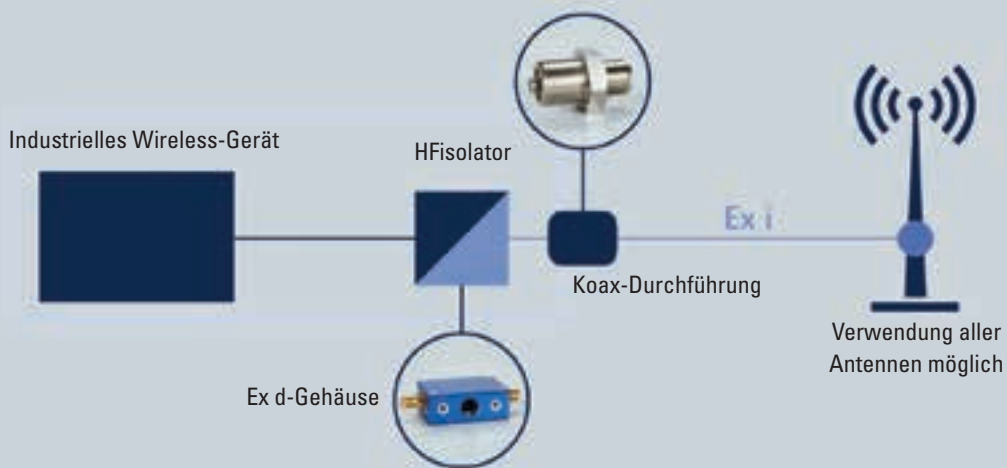 Industrielles Wireless-Gerät
HFisolator
Ex i
Koax-Durchführung
Verwendung aller
Antennen möglich
Ex d-Gehäuse